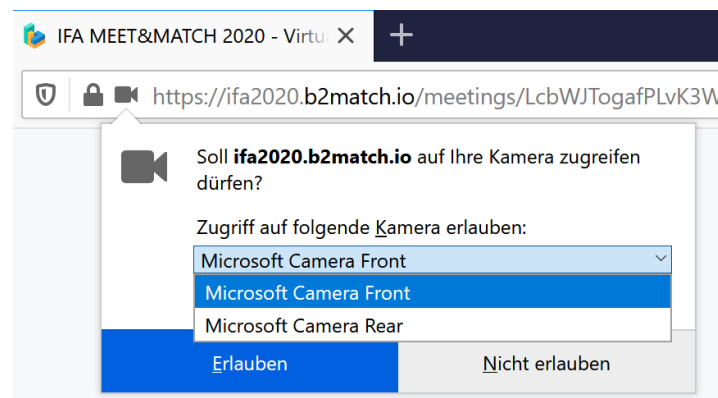 IFA MEET&MATCH 2020 - Virtu
https://ifa2020.b2match.io/meetings/LcbWJTogafPLvK3W
Soll ifa2020.b2match.io auf Ihre Kamera zugreifen
dürfen?
Zugriff auf folgende Kamera erlauben:
Microsoft Camera Front
Microsoft Camera Front
Microsoft Camera Rear
Erlauben
Nicht erlauben